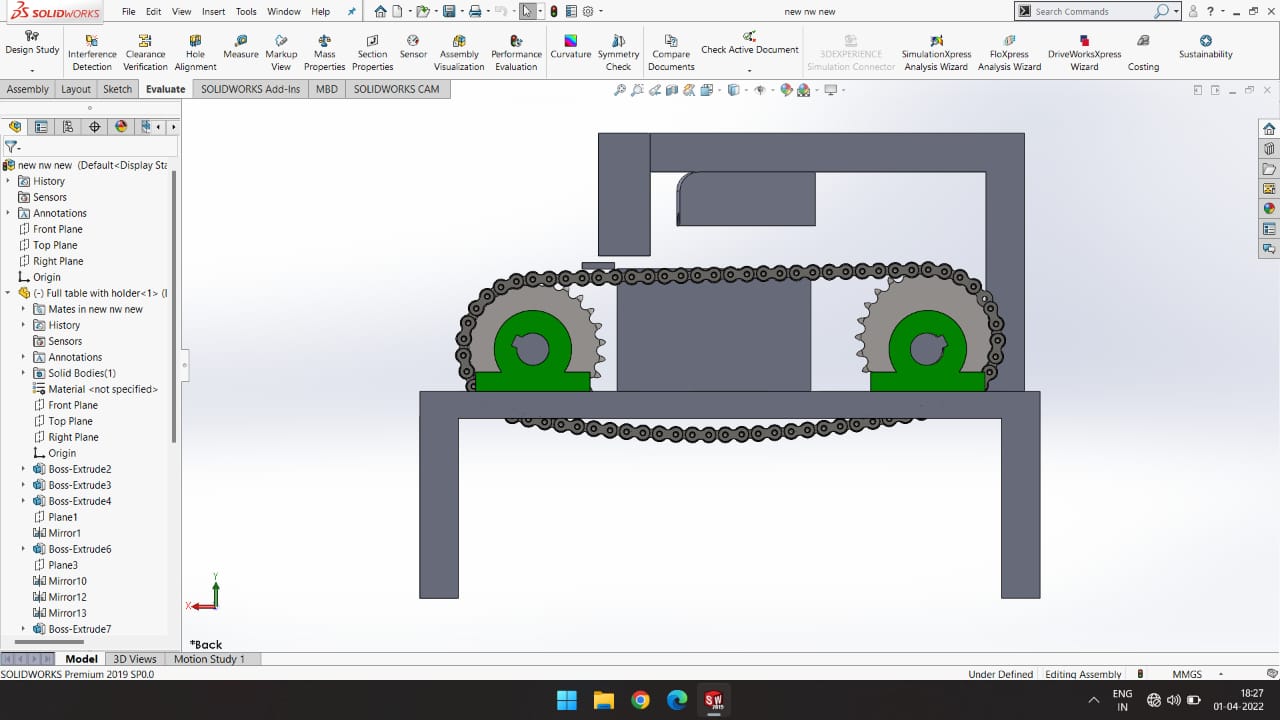 SOLIDWORKS File Edit View Insert Tools Window Help new nw new Search Commands ?
Design Study Interference Detection Clearance Verification Hole Alignment Measure Markup View Mass Properties Section Properties Sensor Assembly Visualization Performance Evaluation Curvature Symmetry Check Compare Documents Check Active Document 3DEXPERIENCE Simulation Connector SimulationXpress Analysis Wizard FloXpress Analysis Wizard DriveWorksXpress Wizard Costing Sustainability
Assembly Layout Sketch Evaluate SOLIDWORKS Add-Ins MBD SOLIDWORKS CAM
new nw new (Default<Display Sta
History
Sensors
Annotations
Front Plane
Top Plane
Right Plane
Origin
(-) Full table with holder<1> (
Mates in new nw new
History
Sensors
Annotations
Solid Bodies(1)
Material <not specified>
Front Plane
Top Plane
Right Plane
Origin
Boss-Extrude2
Boss-Extrude3
Boss-Extrude4
Plane1
Mirror1
Boss-Extrude6
Plane3
Mirror10
Mirror12
Mirror13
Boss-Extrude7
Y
X
*Back
Model 3D Views Motion Study 1
SOLIDWORKS Premium 2019 SP0.0 Under Defined Editing Assembly MMGS
SW 2019 ENG IN 18:27 01-04-2022